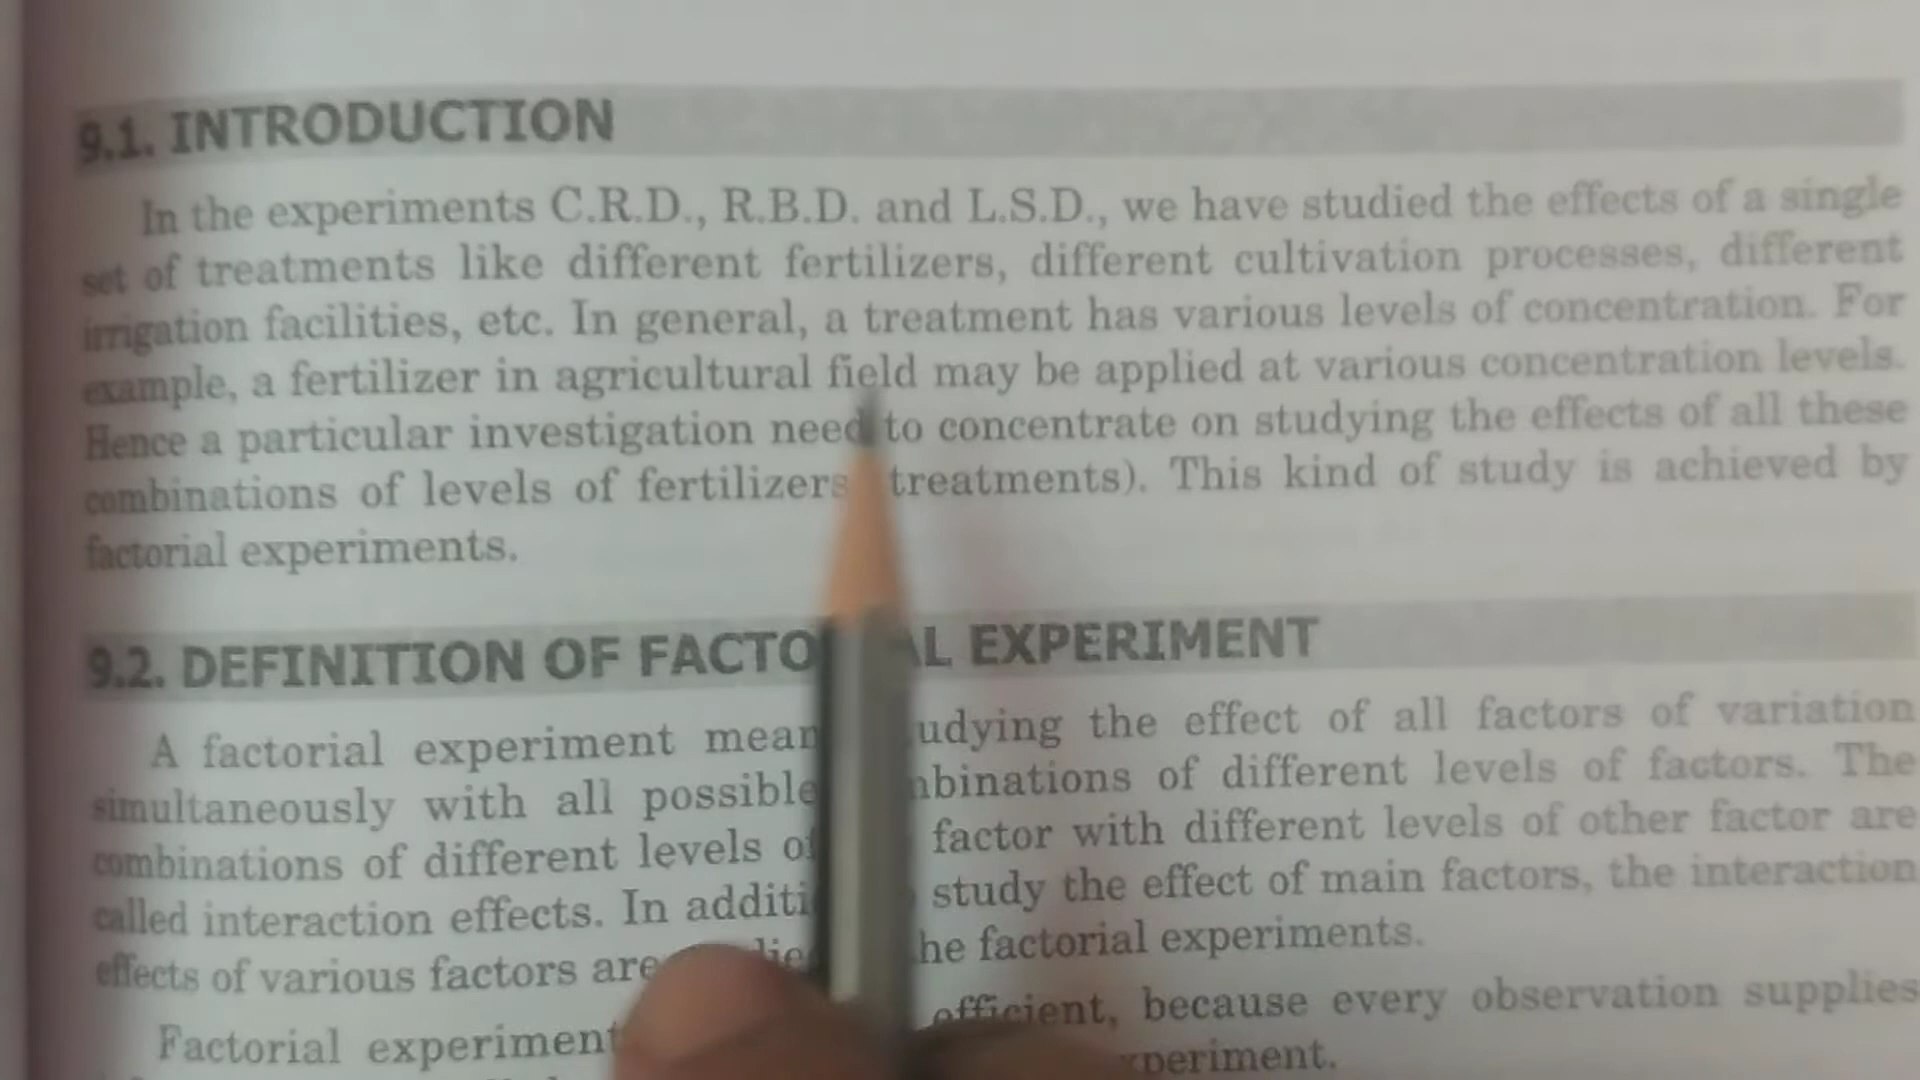 9.1. INTRODUCTION
In the experiments C.R.D., R.B.D. and L.S.D., we have studied the effects of a single
set of treatments like different fertilizers, different cultivation processes, different
irrigation facilities, etc. In general, a treatment has various levels of concentration. For
example, a fertilizer in agricultural field may be applied at various concentration levels.
Hence a particular investigation need to concentrate on studying the effects of all these
combinations of levels of fertilizers treatments). This kind of study is achieved by
factorial experiments.
9.2. DEFINITION OF FACTO AL EXPERIMENT
A factorial experiment mean udying the effect of all factors of variation
simultaneously with all possible binations of different levels of factors. The
combinations of different levels of factor with different levels of other factor are
called interaction effects. In additi study the effect of main factors, the interaction
effects of various factors are he factorial experiments.
Factorial experiment efficient, because every observation supplies
xperiment.